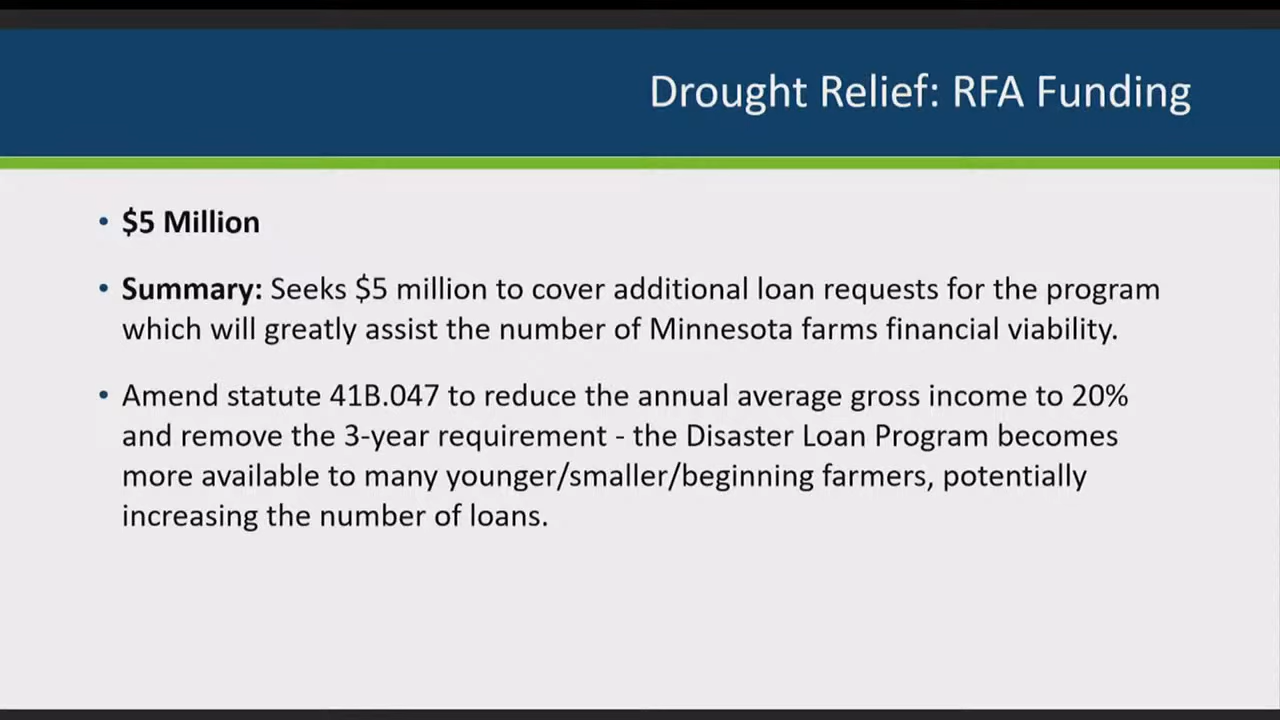 Drought Relief: RFA Funding
• $5 Million
• Summary: Seeks $5 million to cover additional loan requests for the program
which will greatly assist the number of Minnesota farms financial viability.
• Amend statute 41B.047 to reduce the annual average gross income to 20%
and remove the 3-year requirement - the Disaster Loan Program becomes
more available to many younger/smaller/beginning farmers, potentially
increasing the number of loans.